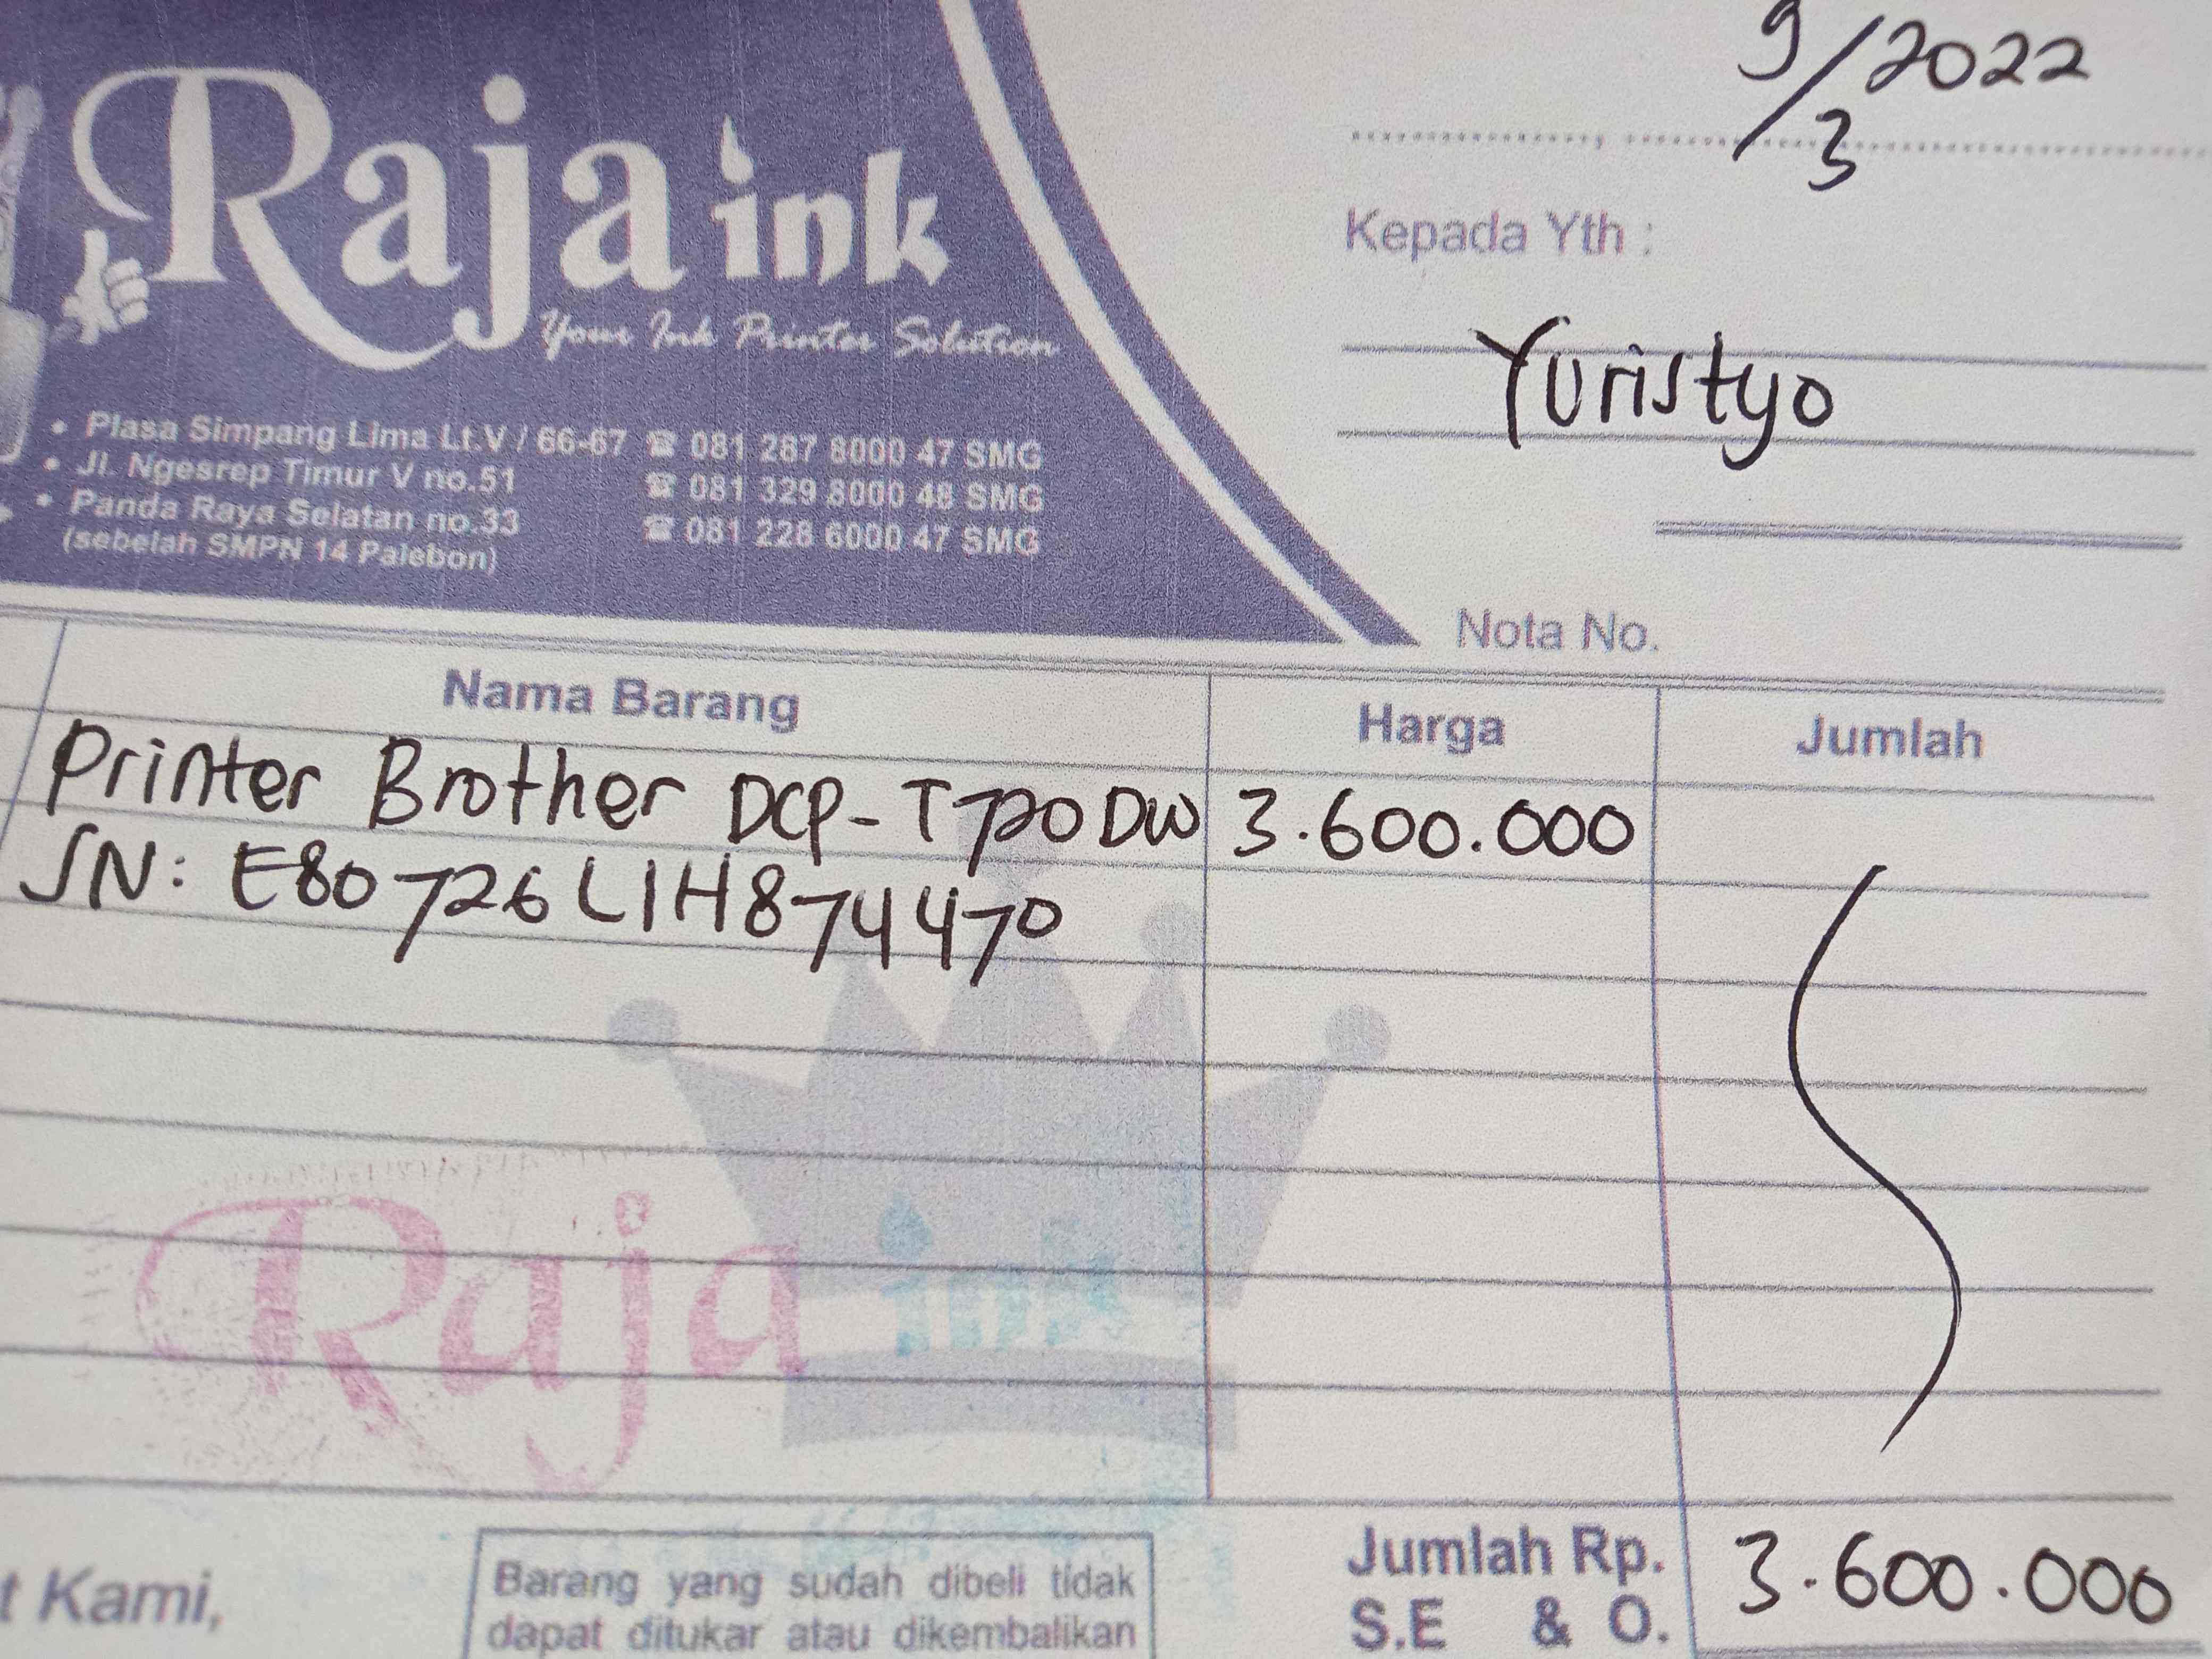 Raja ink
Your Ink Printer Solution
• Plasa Simpang Lima Lt.V / 66-67 ☎ 081 287 8000 47 SMG
• Jl. Ngesrep Timur V no.51 ☎ 081 329 8000 48 SMG
• Panda Raya Selatan no.33 ☎ 081 228 6000 47 SMG
(sebelah SMPN 14 Palebon)
9/3 2022
Kepada Yth :
Yuristyo
Nota No.
Nama Barang Harga Jumlah
Printer Brother DCP-T720DW 3.600.000
SN: E80726L1H874470
Raja ink
t Kami,
Barang yang sudah dibeli tidak
dapat ditukar atau dikembalikan
Jumlah Rp. 3.600.000
S.E & O.